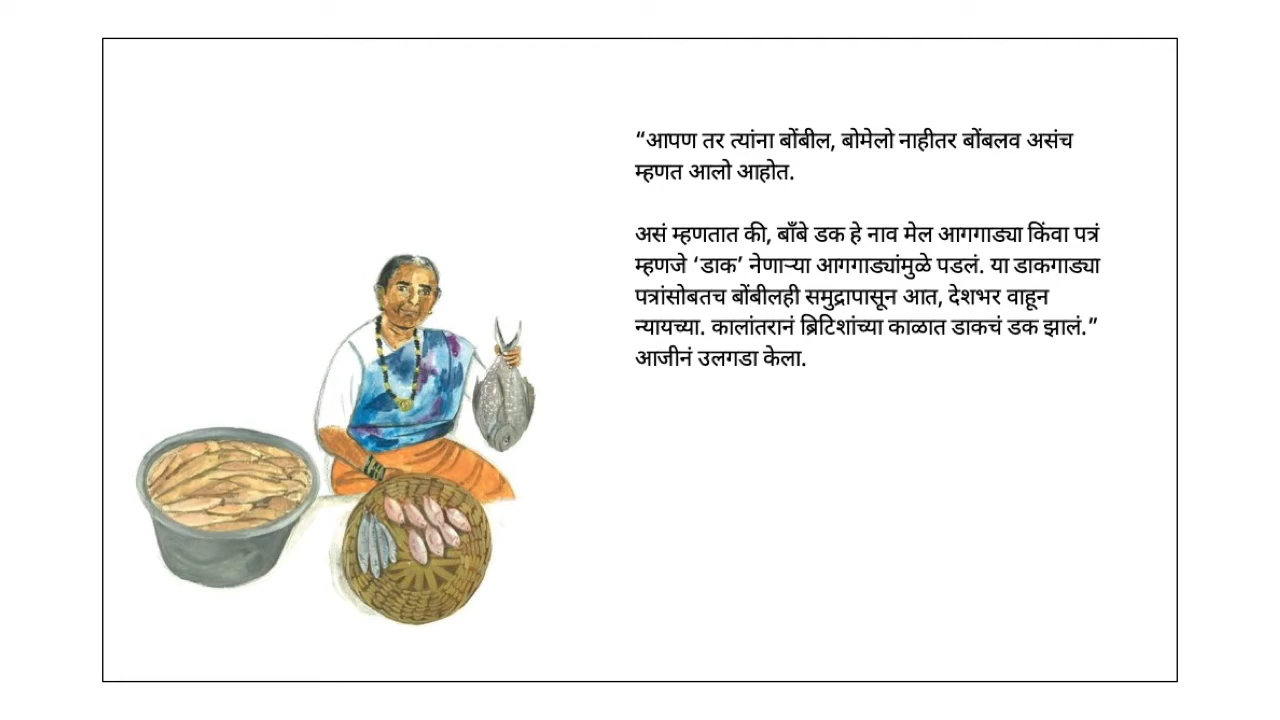 “आपण तर त्यांना बोंबील, बोमेलो नाहीतर बोंबलव असंच
म्हणत आलो आहोत.
असं म्हणतात की, बाँबे डक हे नाव मेल आगगाड्या किंवा पत्रं
म्हणजे ‘डाक’ नेणाऱ्या आगगाड्यांमुळे पडलं. या डाकगाड्या
पत्रांसोबतच बोंबीलही समुद्रापासून आत, देशभर वाहून
न्यायच्या. कालांतरानं ब्रिटिशांच्या काळात डाकचं डक झालं.”
आजीनं उलगडा केला.